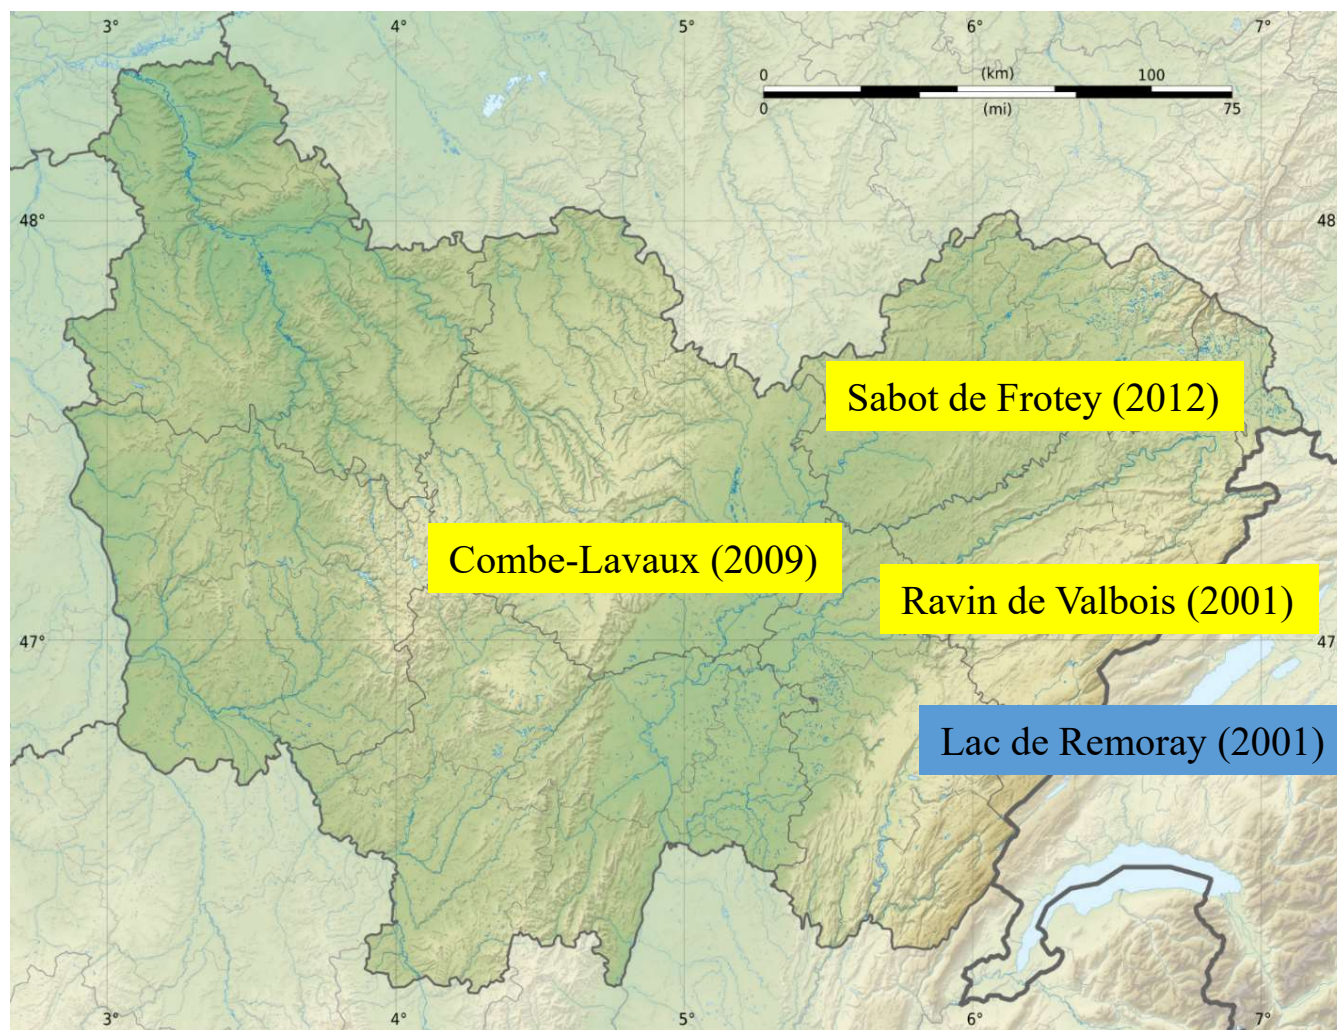 3° 4° 5° 6° 7°
0 (km) 100
0 (mi) 75
48° 48
Sabot de Frotey (2012)
Combe-Lavaux (2009)
Ravin de Valbois (2001)
47° 47
Lac de Remoray (2001)
3° 4° 5° 6° 7°